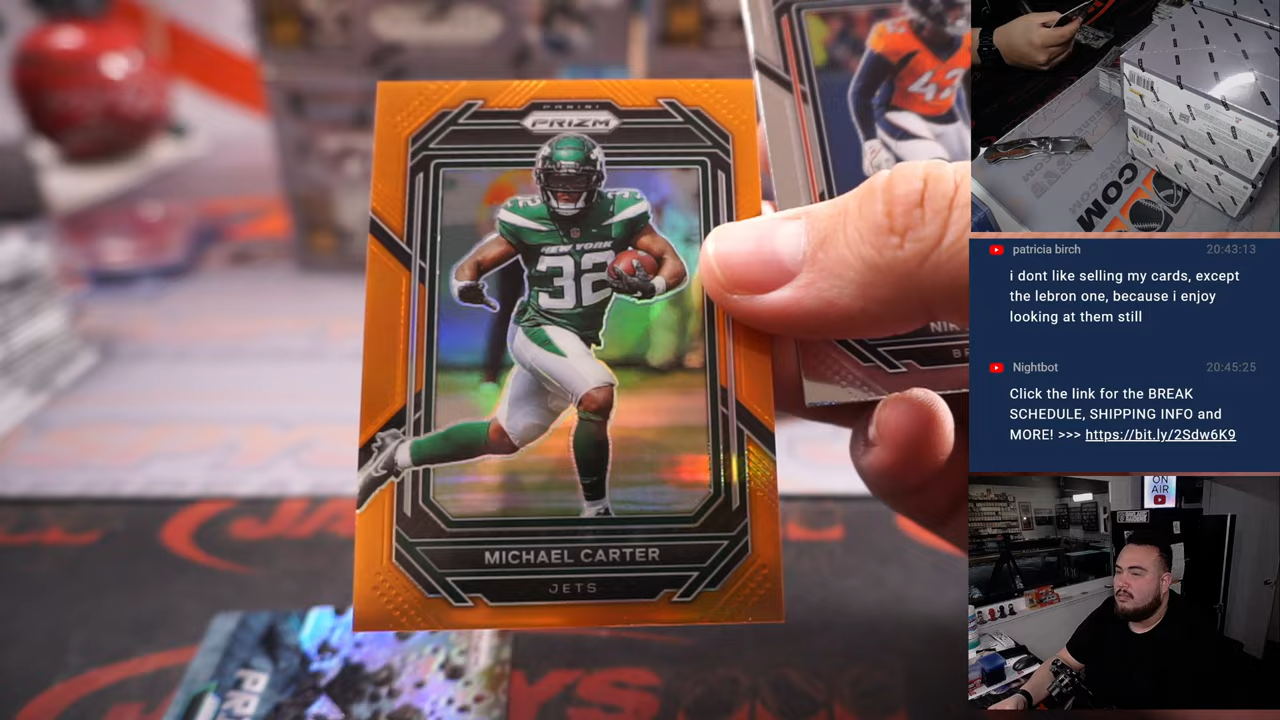 PANINI
PRIZM
32
NEW YORK
32
MICHAEL CARTER
JETS
42
NIK
COM
patricia birch 20:43:13
i dont like selling my cards, except
the lebron one, because i enjoy
looking at them still
Nightbot 20:45:25
Click the link for the BREAK
SCHEDULE, SHIPPING INFO and
MORE! >>> https://bit.ly/2Sdw6K9
ON
AIR